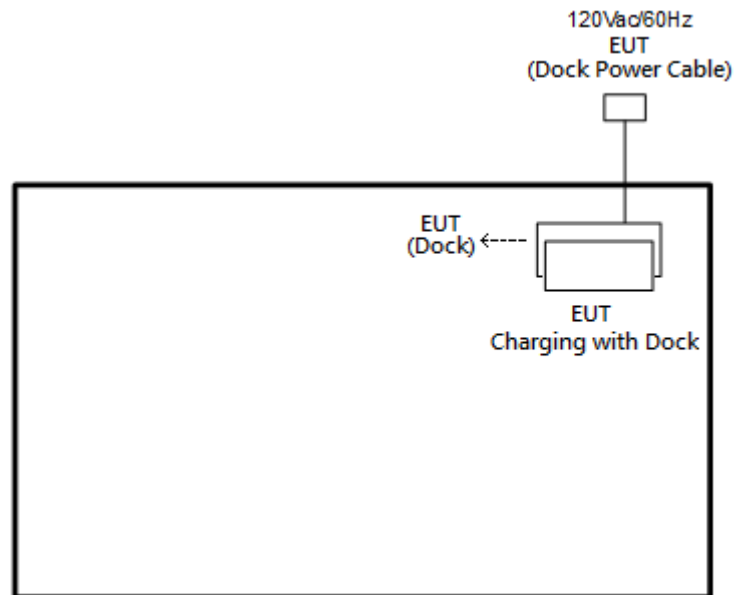 120Vac/60Hz
EUT
(Dock Power Cable)
EUT
(Dock)
EUT
Charging with Dock